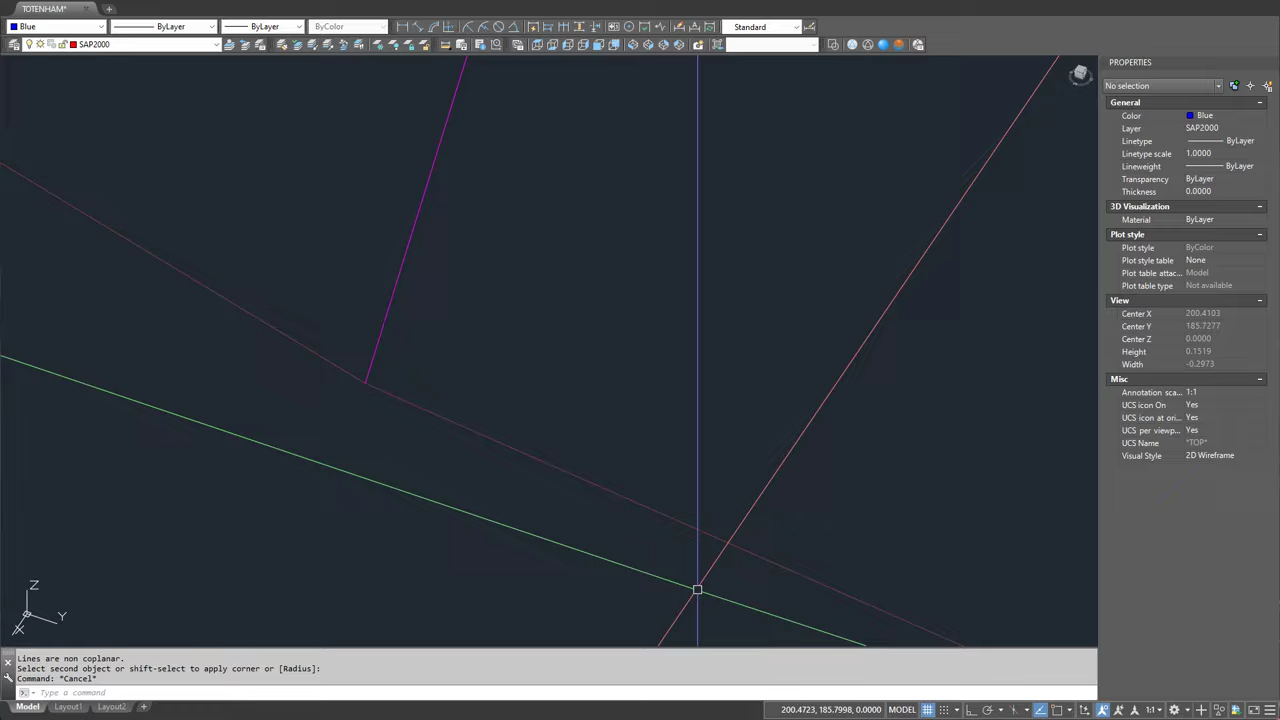 TOTENHAM*
Blue
ByLayer
ByLayer
ByColor
Standard
SAP2000
PROPERTIES
No selection
General
Color Blue
Layer SAP2000
Linetype ByLayer
Linetype scale 1.0000
Lineweight ByLayer
Transparency ByLayer
Thickness 0.0000
3D Visualization
Material ByLayer
Plot style
Plot style ByColor
Plot style table None
Plot table attac... Model
Plot table type Not available
View
Center X 200.4103
Center Y 185.7277
Center Z 0.0000
Height 0.1519
Width -0.2973
Misc
Annotation sca... 1:1
UCS icon On Yes
UCS icon at ori... Yes
UCS per viewp... Yes
UCS Name *TOP*
Visual Style 2D Wireframe
Z
Y
X
Lines are non coplanar.
Select second object or shift-select to apply corner or [Radius]:
Command: *Cancel*
Type a command
Model Layout1 Layout2
200.4723, 185.7998, 0.0000 MODEL 1:1